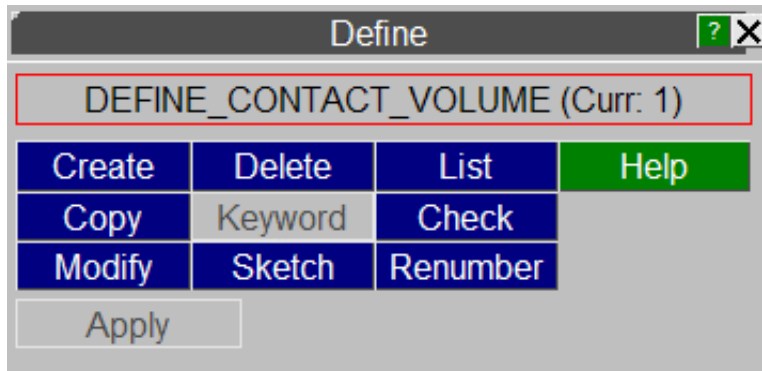 Define ? X
DEFINE_CONTACT_VOLUME (Curr: 1)
Create Delete List Help
Copy Keyword Check
Modify Sketch Renumber
Apply